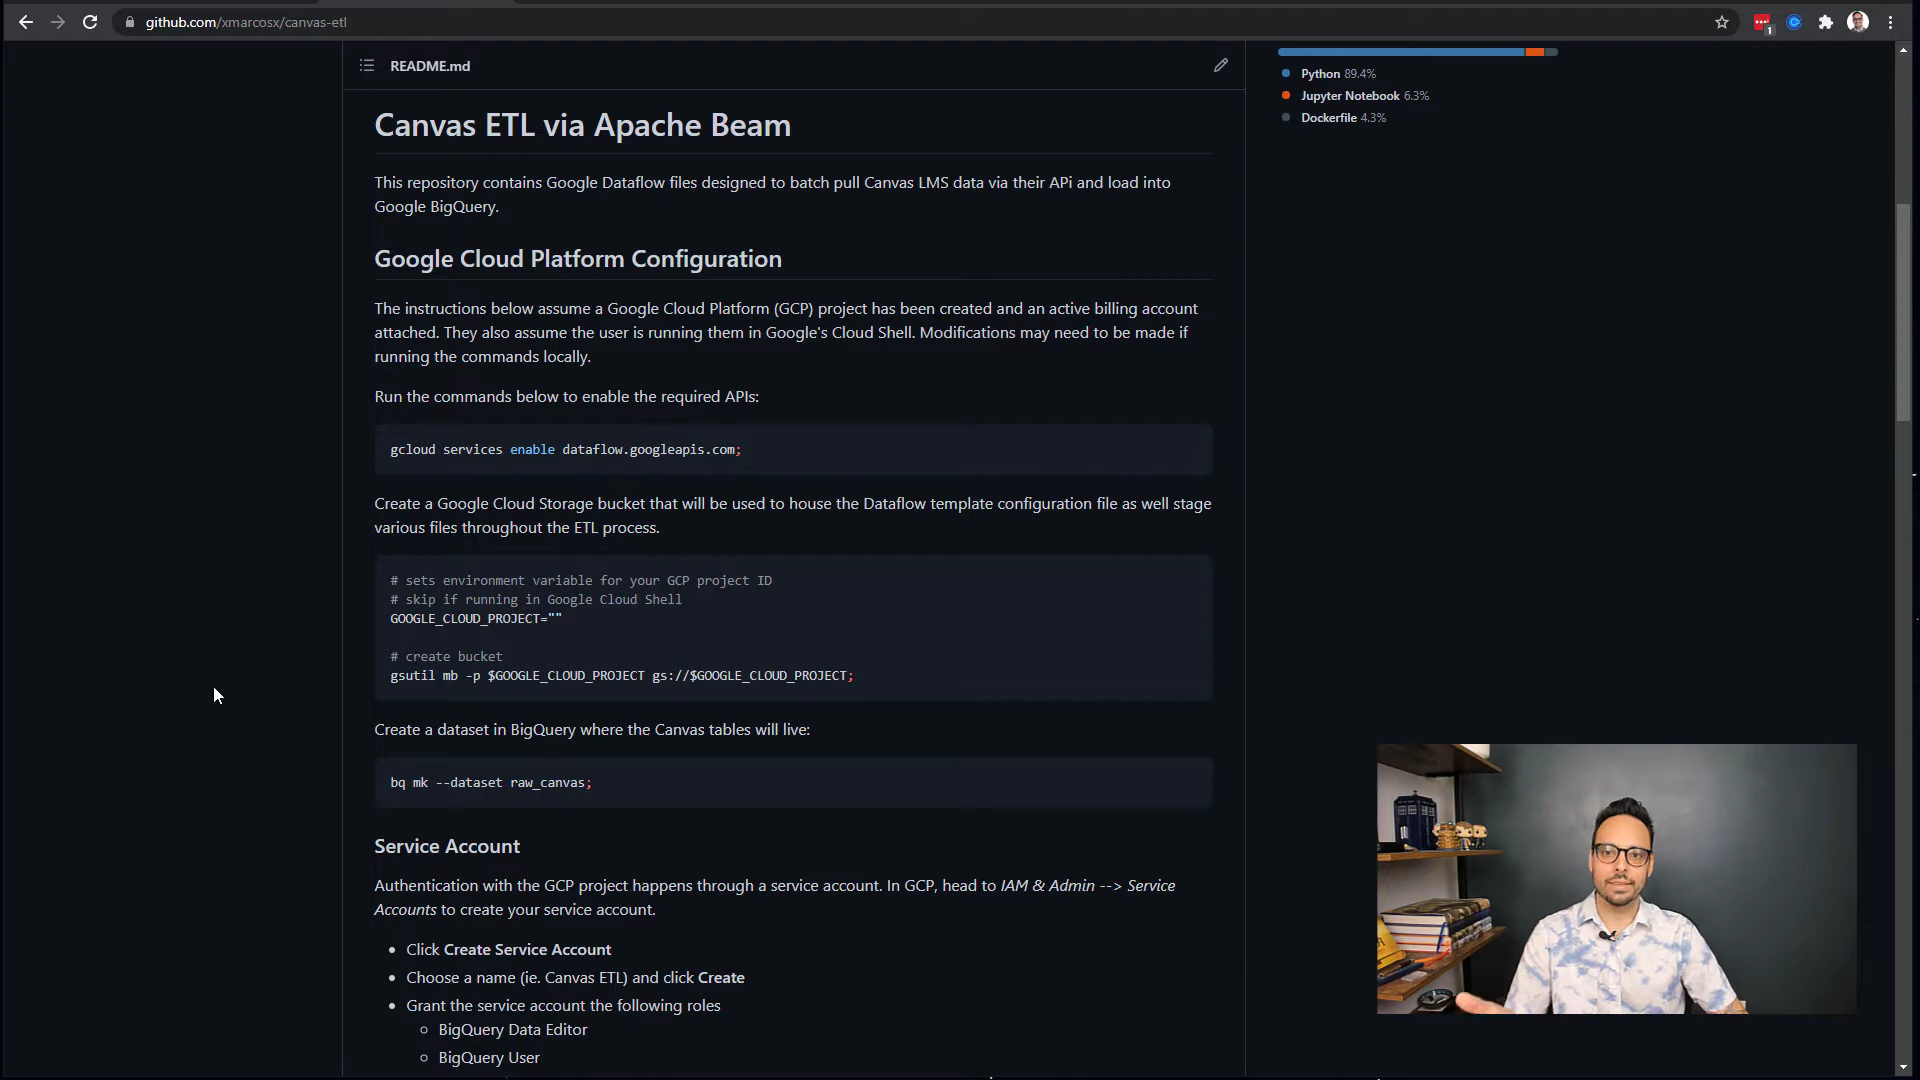 github.com/xmarcosx/canvas-etl
1
README.md
Python 89.4%
Jupyter Notebook 6.3%
Dockerfile 4.3%
Canvas ETL via Apache Beam
This repository contains Google Dataflow files designed to batch pull Canvas LMS data via their APi and load into
Google BigQuery.
Google Cloud Platform Configuration
The instructions below assume a Google Cloud Platform (GCP) project has been created and an active billing account
attached. They also assume the user is running them in Google's Cloud Shell. Modifications may need to be made if
running the commands locally.
Run the commands below to enable the required APIs:
gcloud services enable dataflow.googleapis.com;
Create a Google Cloud Storage bucket that will be used to house the Dataflow template configuration file as well stage
various files throughout the ETL process.
# sets environment variable for your GCP project ID
# skip if running in Google Cloud Shell
GOOGLE_CLOUD_PROJECT=""
# create bucket
gsutil mb -p $GOOGLE_CLOUD_PROJECT gs://$GOOGLE_CLOUD_PROJECT;
Create a dataset in BigQuery where the Canvas tables will live:
bq mk --dataset raw_canvas;
Service Account
Authentication with the GCP project happens through a service account. In GCP, head to IAM & Admin --> Service
Accounts to create your service account.
• Click Create Service Account
• Choose a name (ie. Canvas ETL) and click Create
• Grant the service account the following roles
○ BigQuery Data Editor
○ BigQuery User